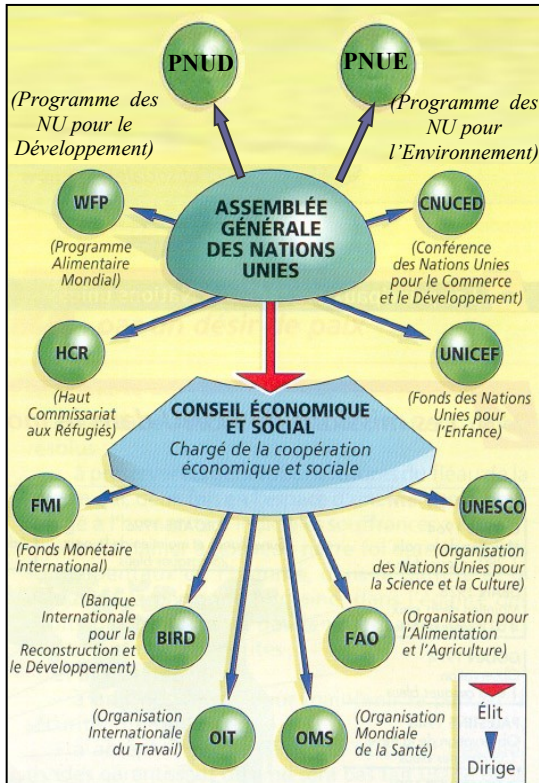 PNUD
PNUE
(Programme des
NU pour le
Développement)
(Programme des
NU pour
l'Environnement)
WFP
(Programme
Alimentaire
Mondial)
ASSEMBLÉE
GÉNÉRALE
DES NATIONS
UNIES
CNUCED
(Conférence
des Nations Unies
pour le Commerce
et le Développement)
HCR
(Haut
Commissariat
aux Réfugiés)
UNICEF
(Fonds des Nations
Unies pour
l'Enfance)
CONSEIL ÉCONOMIQUE
ET SOCIAL
Chargé de la coopération
économique et sociale
FMI
(Fonds Monétaire
International)
UNESCO
(Organisation
des Nations Unies pour
la Science et la Culture)
(Banque
Internationale
pour la
Reconstruction et
le Développement)
BIRD
FAO
(Organisation pour
l'Alimentation
et l'Agriculture)
(Organisation
Internationale
du Travail)
OIT
OMS
(Organisation
Mondiale
de la Santé)
Élit
Dirige